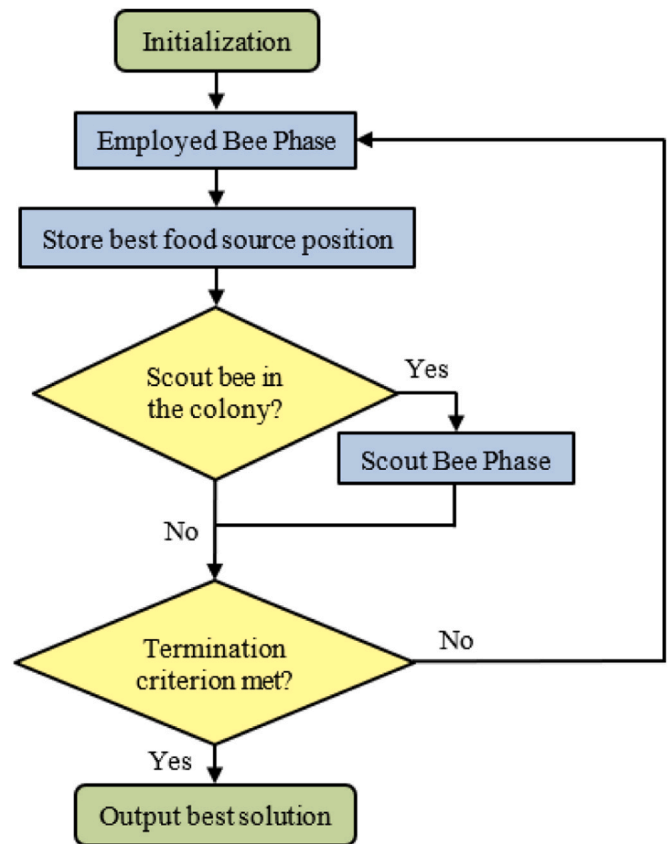 Initialization
Employed Bee Phase
Store best food source position
Scout bee in
the colony?
Yes
Scout Bee Phase
No
Termination
criterion met?
No
Yes
Output best solution